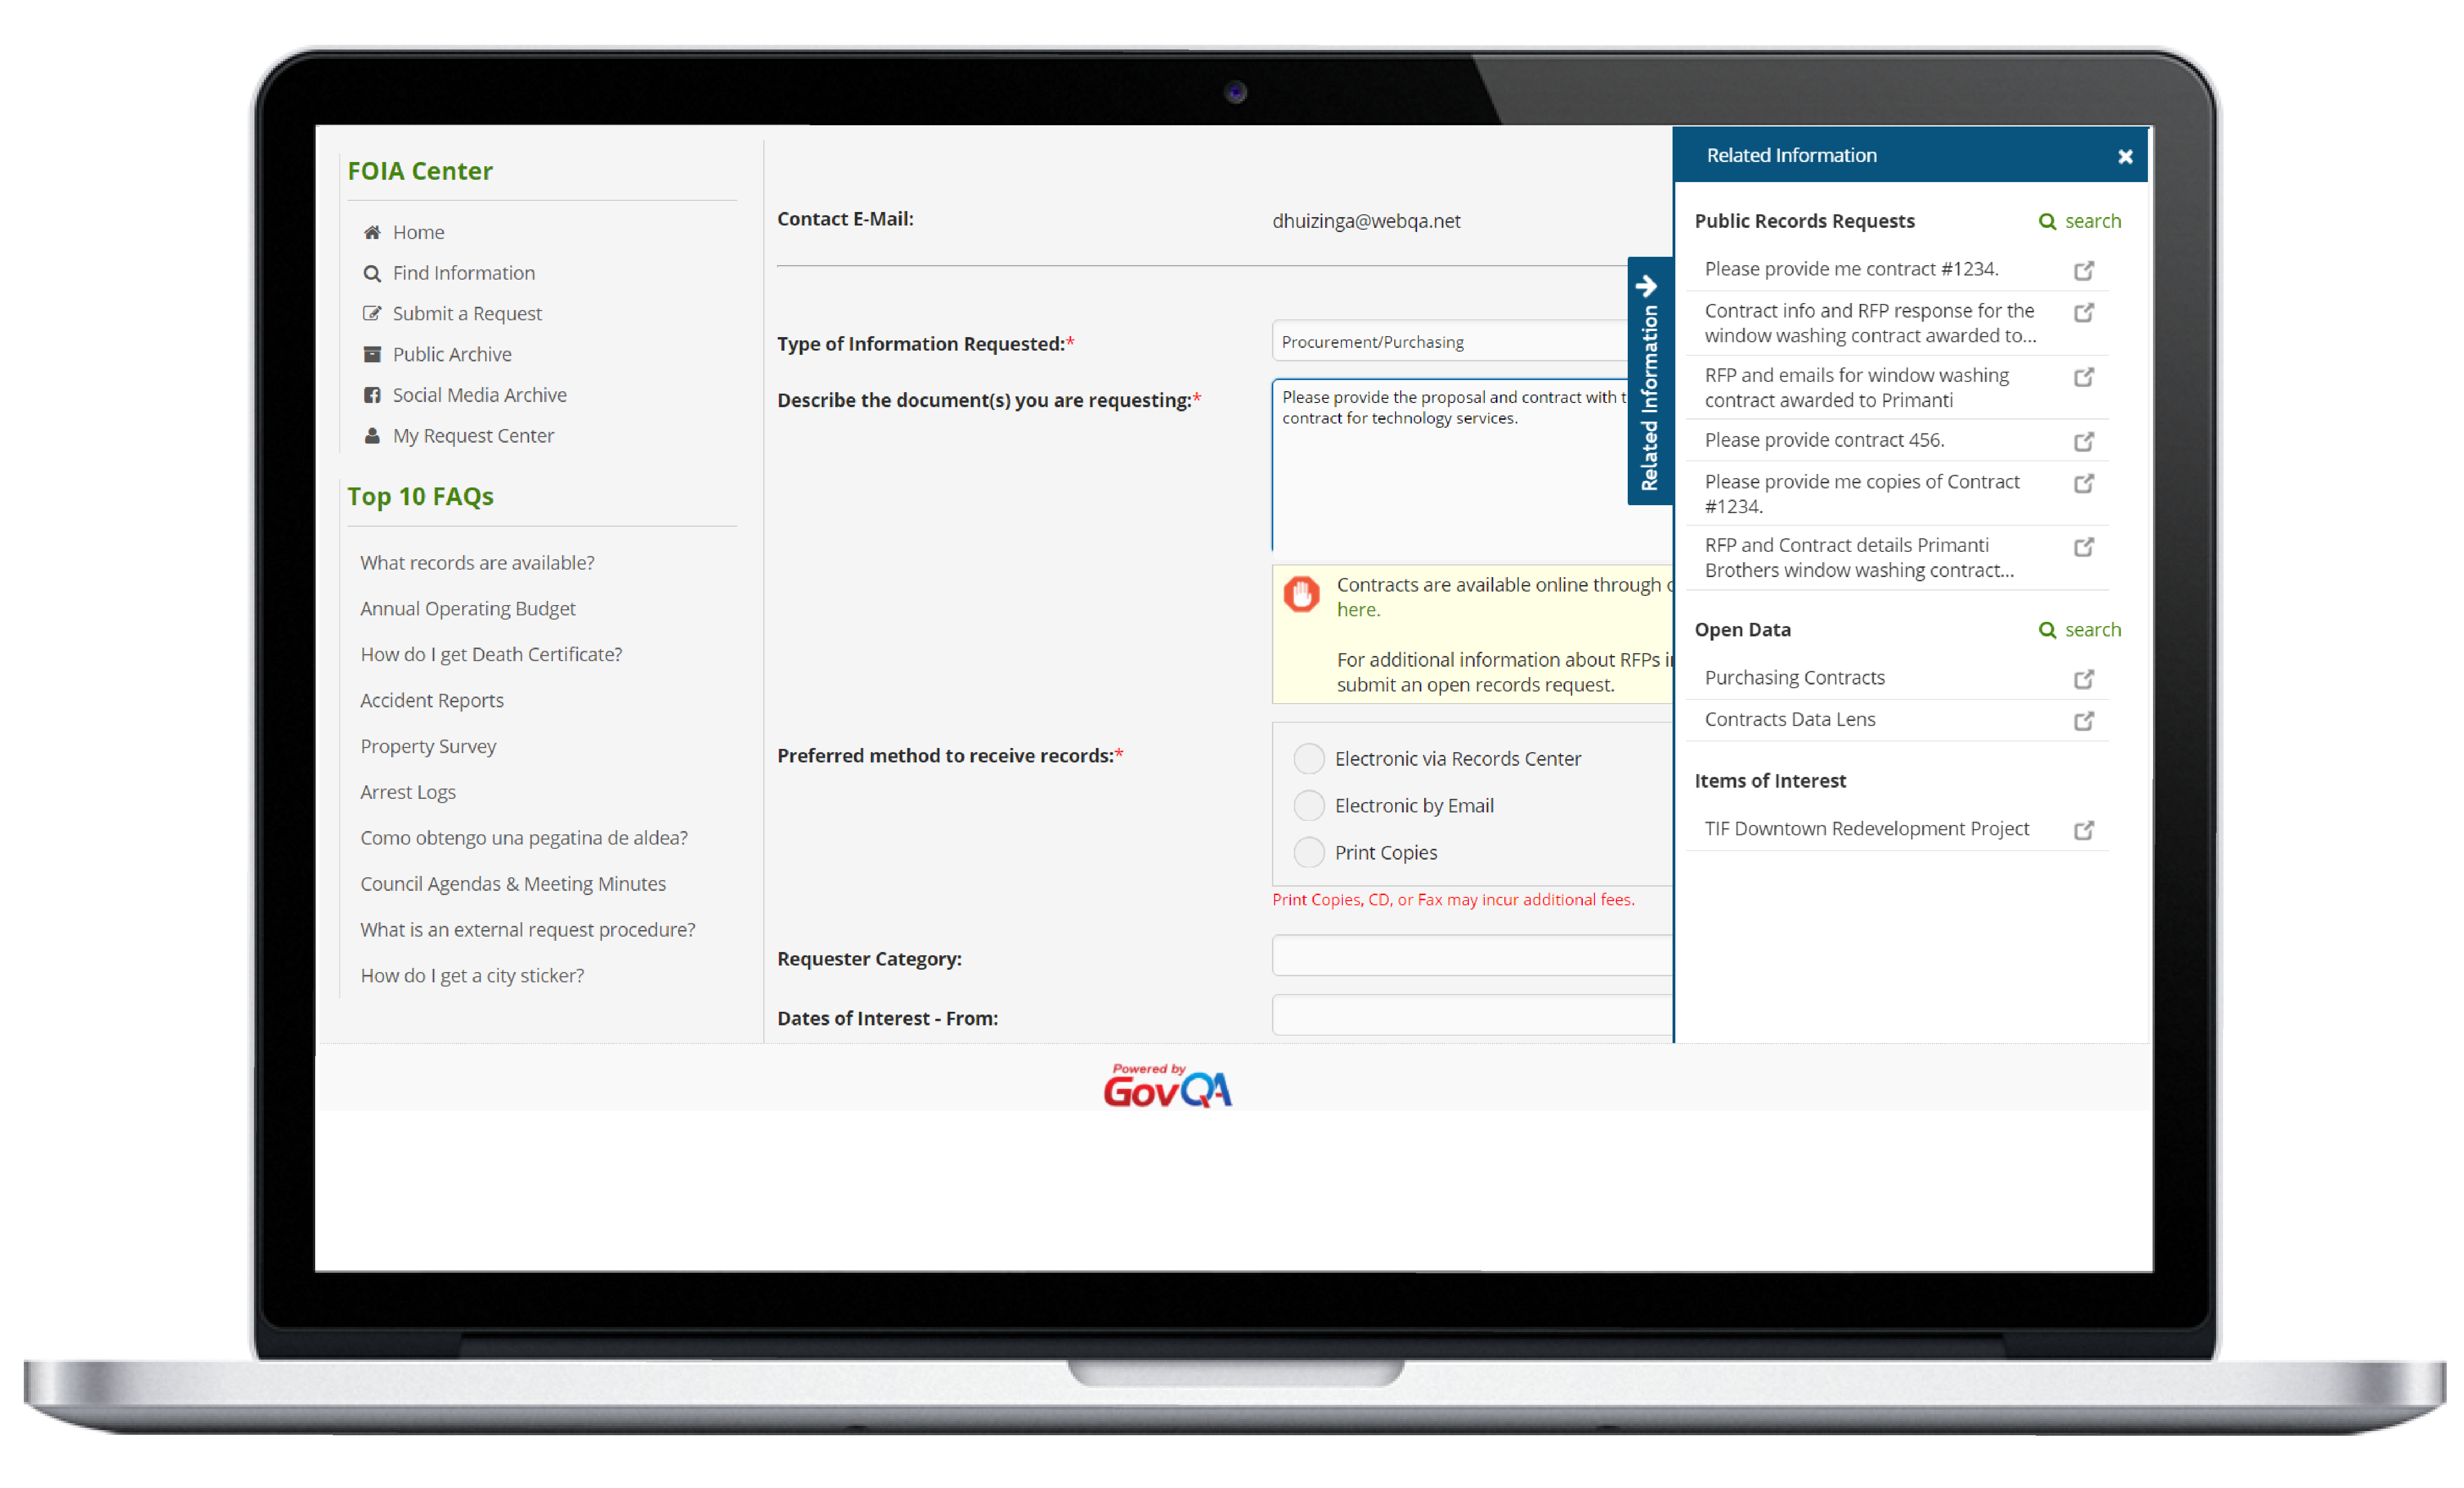 FOIA Center
Home
Find Information
Submit a Request
Public Archive
Social Media Archive
My Request Center
Top 10 FAQs
What records are available?
Annual Operating Budget
How do I get Death Certificate?
Accident Reports
Property Survey
Arrest Logs
Como obtengo una pegatina de aldea?
Council Agendas & Meeting Minutes
What is an external request procedure?
How do I get a city sticker?
Contact E-Mail:
dhuizinga@webqa.net
Type of Information Requested:*
Procurement/Purchasing
Describe the document(s) you are requesting:*
Please provide the proposal and contract with
contract for technology services.
Contracts are available online through
here.
For additional information about RFPs
submit an open records request.
Preferred method to receive records:*
Electronic via Records Center
Electronic by Email
Print Copies
Print Copies, CD, or Fax may incur additional fees.
Requester Category:
Dates of Interest - From:
Related Information
Related Information
Public Records Requests
search
Please provide me contract #1234.
Contract info and RFP response for the
window washing contract awarded to...
RFP and emails for window washing
contract awarded to Primanti
Please provide contract 456.
Please provide me copies of Contract
#1234.
RFP and Contract details Primanti
Brothers window washing contract...
Open Data
search
Purchasing Contracts
Contracts Data Lens
Items of Interest
TIF Downtown Redevelopment Project
Powered by
GovQA